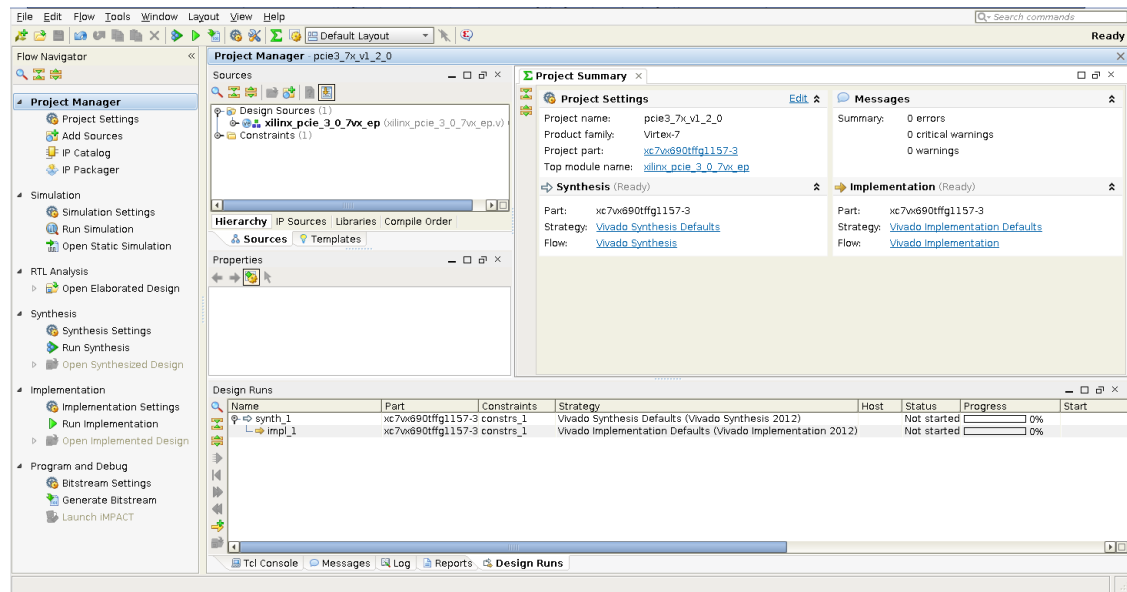 File Edit Flow Tools Window Layout View Help
Search commands
Default Layout
Ready
Flow Navigator
Project Manager
Project Settings
Add Sources
IP Catalog
IP Packager
Simulation
Simulation Settings
Run Simulation
Open Static Simulation
RTL Analysis
Open Elaborated Design
Synthesis
Synthesis Settings
Run Synthesis
Open Synthesized Design
Implementation
Implementation Settings
Run Implementation
Open Implemented Design
Program and Debug
Bitstream Settings
Generate Bitstream
Launch iMPACT
Project Manager - pcie3_7x_v1_2_0
Sources
Design Sources (1)
xilinx_pcie_3_0_7vx_ep (xilinx_pcie_3_0_7vx_ep.v)
Constraints (1)
Hierarchy IP Sources Libraries Compile Order
Sources Templates
Properties
Project Summary
Project Settings Edit
Project name: pcie3_7x_v1_2_0
Product family: Virtex-7
Project part: xc7vx690tffg1157-3
Top module name: xilinx_pcie_3_0_7vx_ep
Messages
Summary: 0 errors
0 critical warnings
0 warnings
Synthesis (Ready)
Part: xc7vx690tffg1157-3
Strategy: Vivado Synthesis Defaults
Flow: Vivado Synthesis
Implementation (Ready)
Part: xc7vx690tffg1157-3
Strategy: Vivado Implementation Defaults
Flow: Vivado Implementation
Design Runs
Name Part Constraints Strategy Host Status Progress Start
synth_1 xc7vx690tffg1157-3 constrs_1 Vivado Synthesis Defaults (Vivado Synthesis 2012) Not started 0%
impl_1 xc7vx690tffg1157-3 constrs_1 Vivado Implementation Defaults (Vivado Implementation 2012) Not started 0%
Tcl Console Messages Log Reports Design Runs